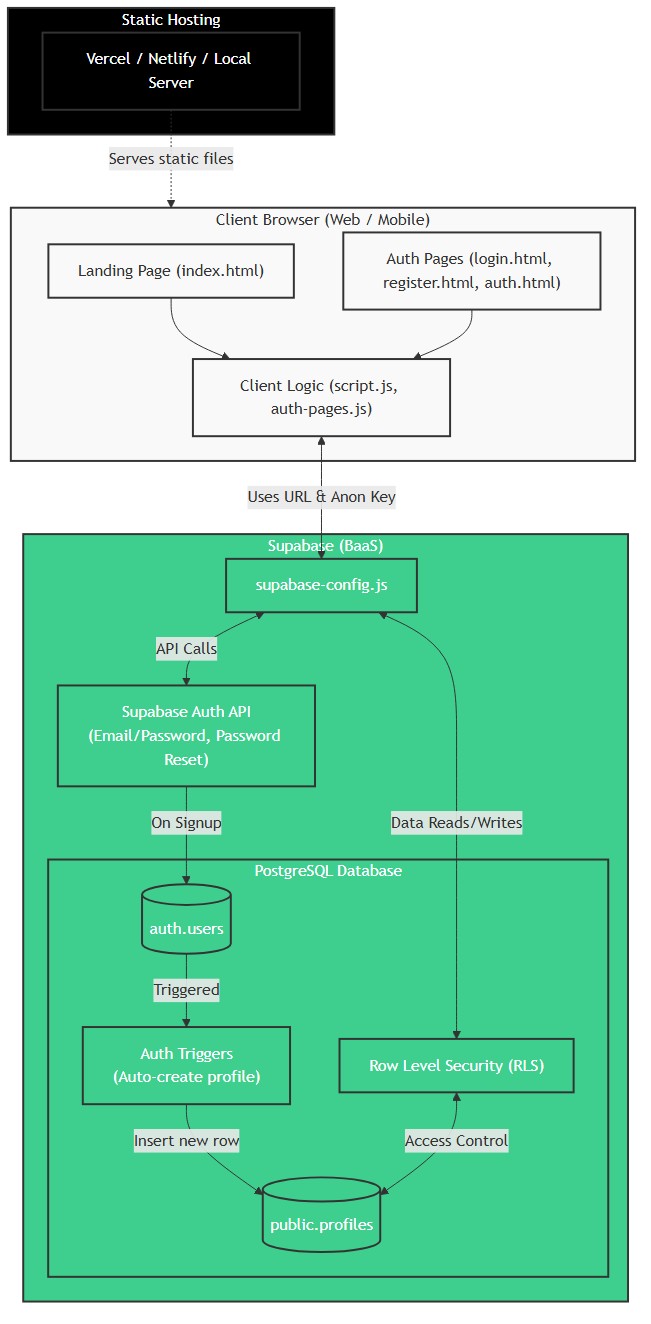 Static Hosting
Vercel / Netlify / Local
Server
Serves static files
Client Browser (Web / Mobile)
Landing Page (index.html)
Auth Pages (login.html,
register.html, auth.html)
Client Logic (script.js,
auth-pages.js)
Uses URL & Anon Key
Supabase (BaaS)
supabase-config.js
API Calls
Supabase Auth API
(Email/Password, Password
Reset)
On Signup
Data Reads/Writes
PostgreSQL Database
auth.users
Triggered
Auth Triggers
(Auto-create profile)
Row Level Security (RLS)
Insert new row
Access Control
public.profiles